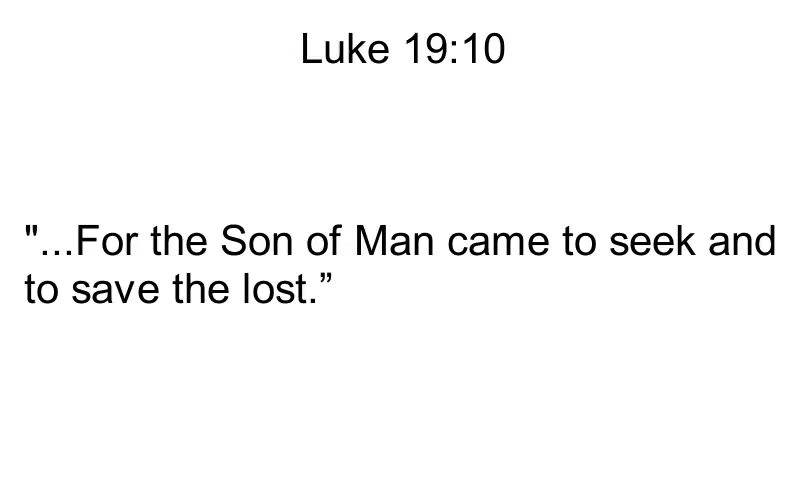 Luke 19:10
"...For the Son of Man came to seek and
to save the lost.”